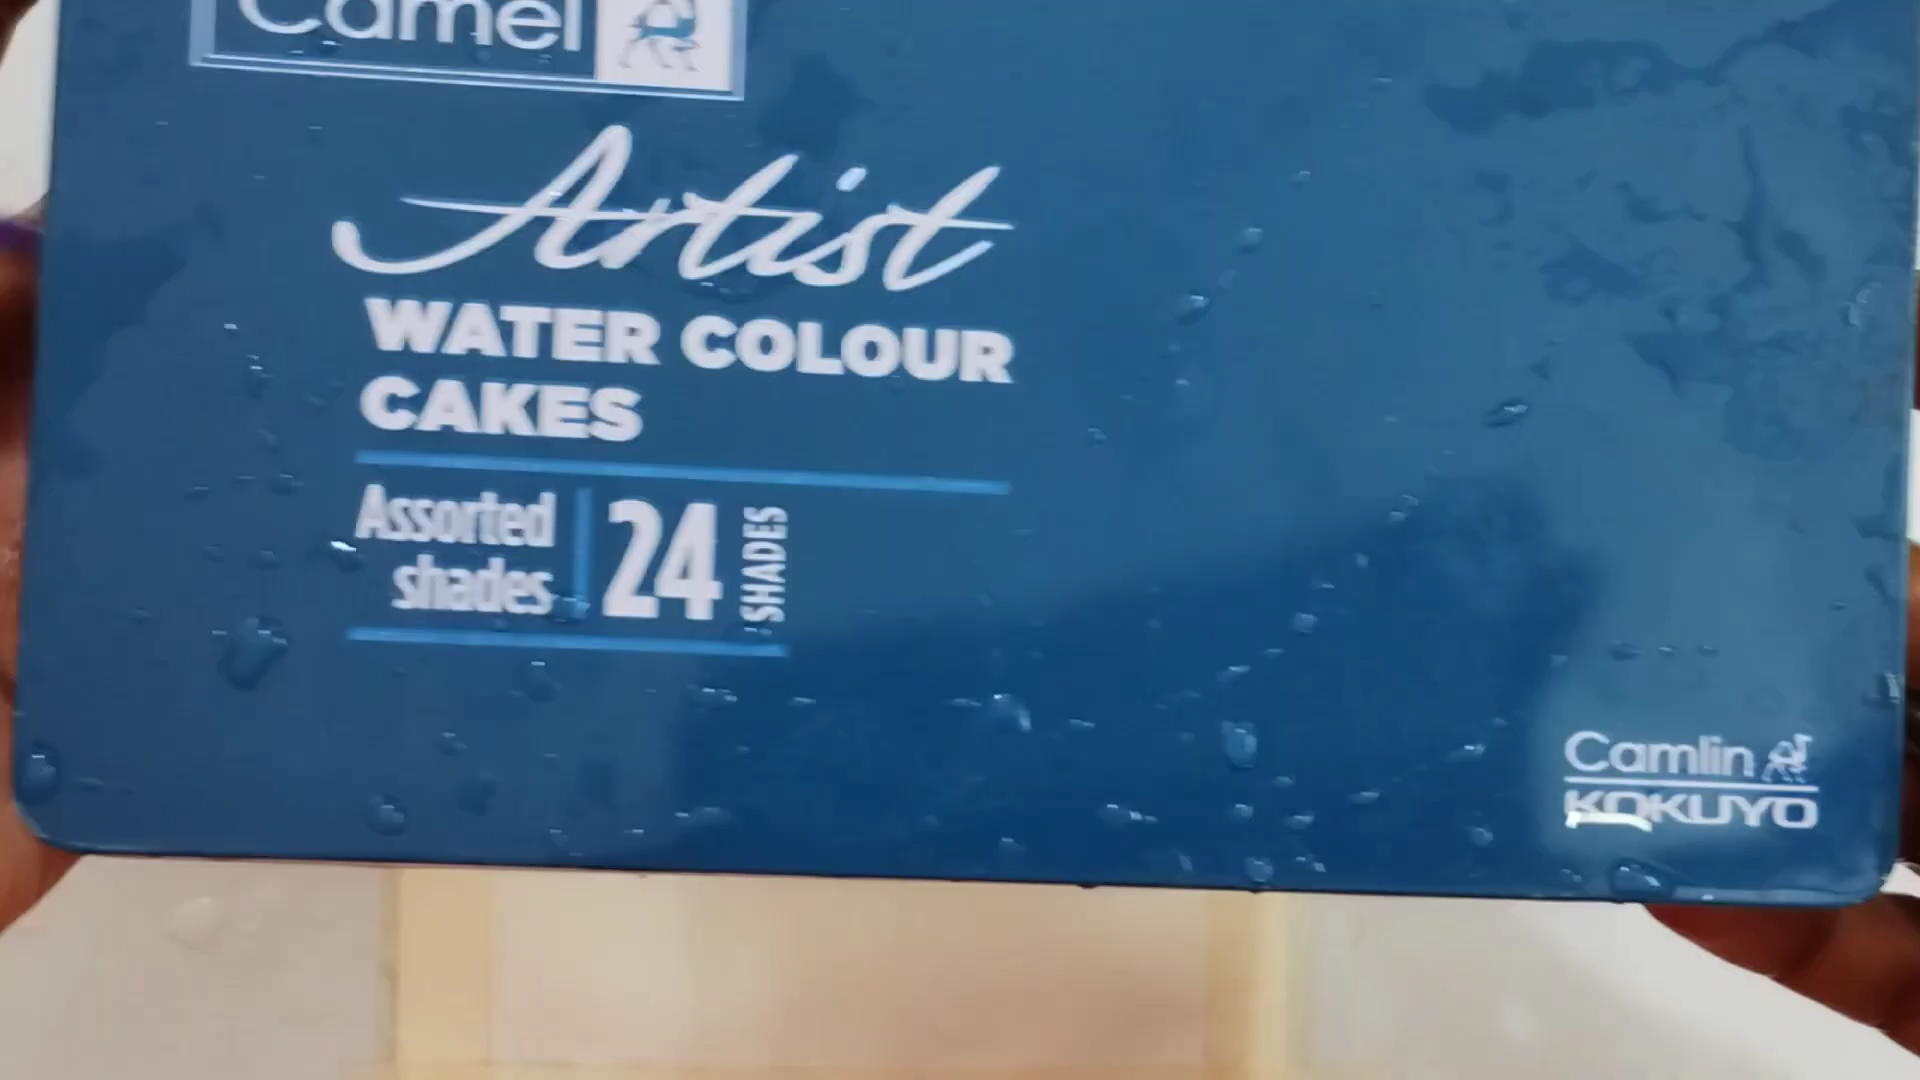 Camel
Artist
WATER COLOUR
CAKES
Assorted
shades
24
SHADES
Camlin
KOKUYO